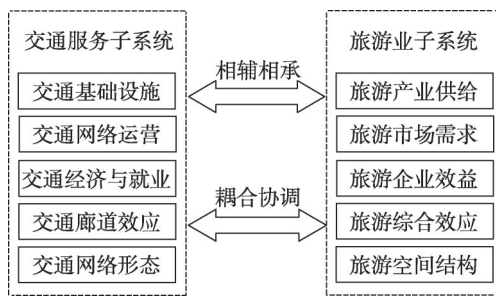 交通服务子系统
交通基础设施
交通网络运营
交通经济与就业
交通廊道效应
交通网络形态
相辅相承
耦合协调
旅游业子系统
旅游产业供给
旅游市场需求
旅游企业效益
旅游综合效应
旅游空间结构